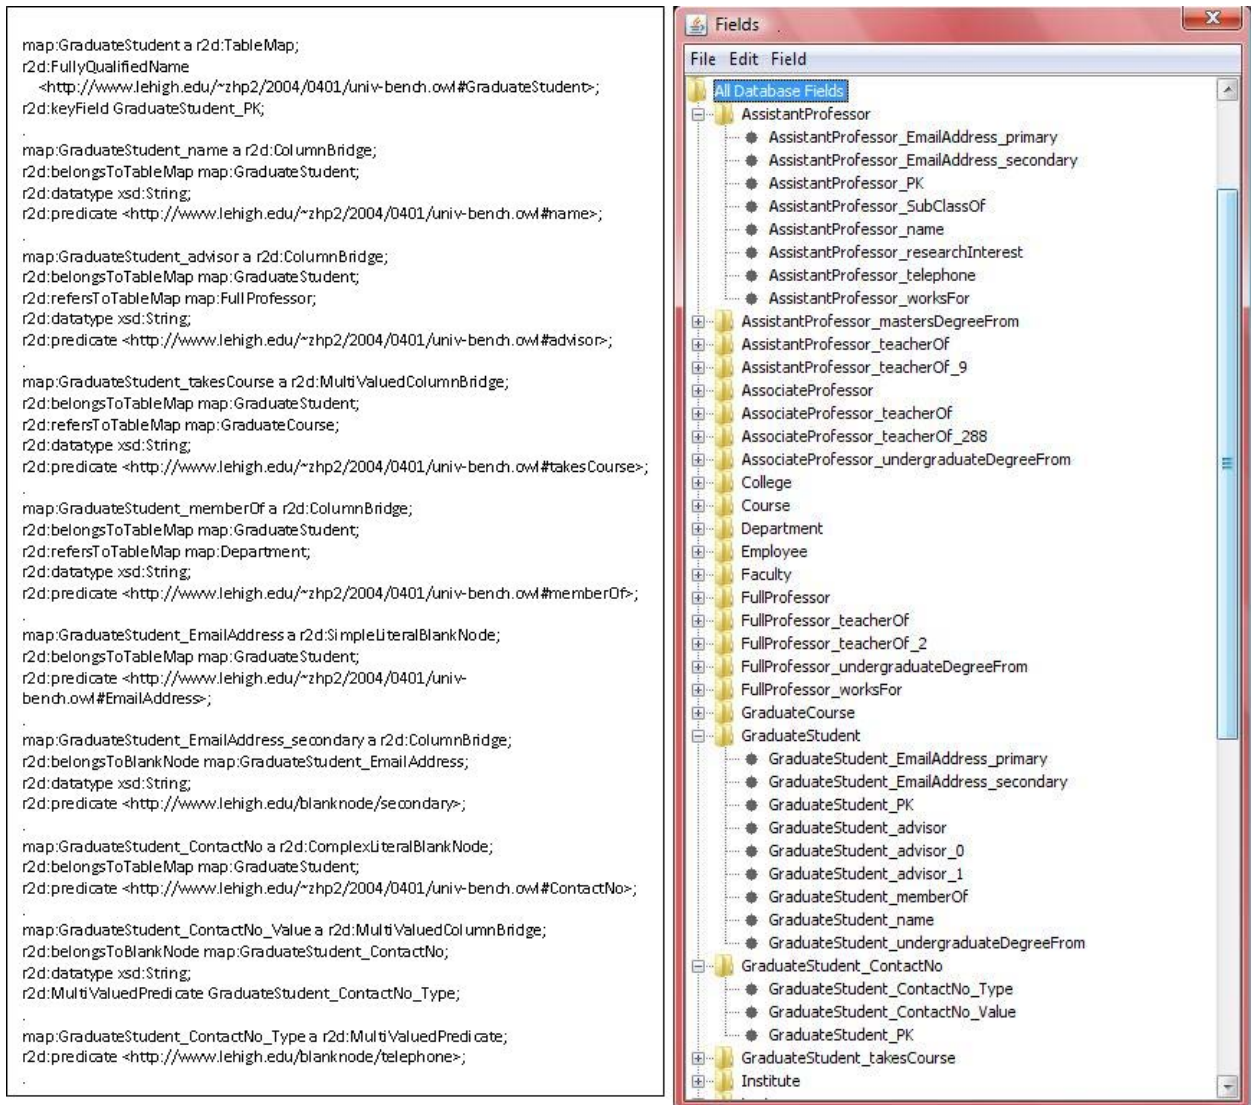 map:GraduateStudent a r2d:TableMap;
r2d:FullyQualifiedName
<http://www.lehigh.edu/~zhp2/2004/0401/univ-bench.owl#GraduateStudent>;
r2d:keyField GraduateStudent_PK;
.
map:GraduateStudent_name a r2d:ColumnBridge;
r2d:belongsToTableMap map:GraduateStudent;
r2d:datatype xsd:String;
r2d:predicate <http://www.lehigh.edu/~zhp2/2004/0401/univ-bench.owl#name>;
.
map:GraduateStudent_advisor a r2d:ColumnBridge;
r2d:belongsToTableMap map:GraduateStudent;
r2d:refersToTableMap map:FullProfessor;
r2d:datatype xsd:String;
r2d:predicate <http://www.lehigh.edu/~zhp2/2004/0401/univ-bench.owl#advisor>;
.
map:GraduateStudent_takesCourse a r2d:MultiValuedColumnBridge;
r2d:belongsToTableMap map:GraduateStudent;
r2d:refersToTableMap map:GraduateCourse;
r2d:datatype xsd:String;
r2d:predicate <http://www.lehigh.edu/~zhp2/2004/0401/univ-bench.owl#takesCourse>;
.
map:GraduateStudent_memberOf a r2d:ColumnBridge;
r2d:belongsToTableMap map:GraduateStudent;
r2d:refersToTableMap map:Department;
r2d:datatype xsd:String;
r2d:predicate <http://www.lehigh.edu/~zhp2/2004/0401/univ-bench.owl#memberOf>;
.
map:GraduateStudent_EmailAddress a r2d:SimpleLiteralBlankNode;
r2d:belongsToTableMap map:GraduateStudent;
r2d:predicate <http://www.lehigh.edu/~zhp2/2004/0401/univ-
bench.owl#EmailAddress>;
.
map:GraduateStudent_EmailAddress_secondary a r2d:ColumnBridge;
r2d:belongsToBlankNode map:GraduateStudent_EmailAddress;
r2d:datatype xsd:String;
r2d:predicate <http://www.lehigh.edu/blanknode/secondary>;
.
map:GraduateStudent_ContactNo a r2d:ComplexLiteralBlankNode;
r2d:belongsToTableMap map:GraduateStudent;
r2d:predicate <http://www.lehigh.edu/~zhp2/2004/0401/univ-bench.owl#ContactNo>;
.
map:GraduateStudent_ContactNo_Value a r2d:MultiValuedColumnBridge;
r2d:belongsToBlankNode map:GraduateStudent_ContactNo;
r2d:datatype xsd:String;
r2d:MultiValuedPredicate GraduateStudent_ContactNo_Type;
.
map:GraduateStudent_ContactNo_Type a r2d:MultiValuedPredicate;
r2d:predicate <http://www.lehigh.edu/blanknode/telephone>;
.
Fields
File Edit Field
All Database Fields
AssistantProfessor
AssistantProfessor_EmailAddress_primary
AssistantProfessor_EmailAddress_secondary
AssistantProfessor_PK
AssistantProfessor_SubClassOf
AssistantProfessor_name
AssistantProfessor_researchInterest
AssistantProfessor_telephone
AssistantProfessor_worksFor
AssistantProfessor_mastersDegreeFrom
AssistantProfessor_teacherOf
AssistantProfessor_teacherOf_9
AssociateProfessor
AssociateProfessor_teacherOf
AssociateProfessor_teacherOf_288
AssociateProfessor_undergraduateDegreeFrom
College
Course
Department
Employee
Faculty
FullProfessor
FullProfessor_teacherOf
FullProfessor_teacherOf_2
FullProfessor_undergraduateDegreeFrom
FullProfessor_worksFor
GraduateCourse
GraduateStudent
GraduateStudent_EmailAddress_primary
GraduateStudent_EmailAddress_secondary
GraduateStudent_PK
GraduateStudent_advisor
GraduateStudent_advisor_0
GraduateStudent_advisor_1
GraduateStudent_memberOf
GraduateStudent_name
GraduateStudent_undergraduateDegreeFrom
GraduateStudent_ContactNo
GraduateStudent_ContactNo_Type
GraduateStudent_ContactNo_Value
GraduateStudent_PK
GraduateStudent_takesCourse
Institute